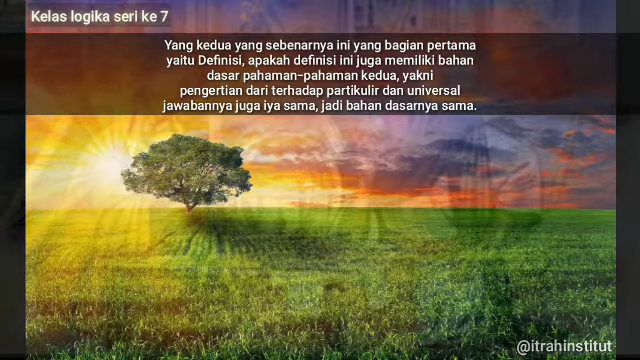 Kelas logika seri ke 7
Yang kedua yang sebenarnya ini yang bagian pertama
yaitu Definisi, apakah definisi ini juga memiliki bahan
dasar pahaman-pahaman kedua, yakni
pengertian dari terhadap partikulir dan universal
jawabannya juga iya sama, jadi bahan dasarnya sama.
@itrahinstitut